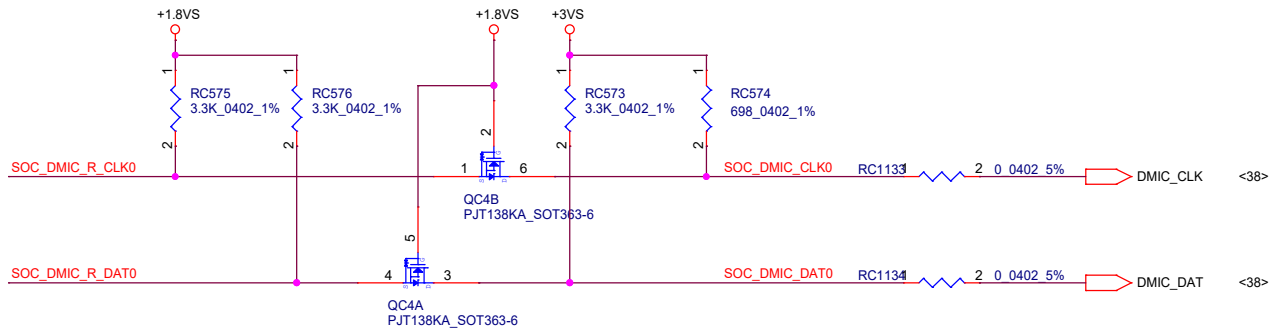 +1.8VS
+1.8VS
+3VS
1
1
1
1
RC575
3.3K_0402_1%
RC576
3.3K_0402_1%
RC573
3.3K_0402_1%
RC574
698_0402_1%
2
2
2
2
2
G
S
D
SOC_DMIC_R_CLK0
1
6
SOC_DMIC_CLK0
RC1133
1
2
0_0402_5%
DMIC_CLK
<38>
QC4B
PJT138KA_SOT363-6
5
G
S
D
SOC_DMIC_R_DAT0
4
3
SOC_DMIC_DAT0
RC1134
1
2
0_0402_5%
DMIC_DAT
<38>
QC4A
PJT138KA_SOT363-6